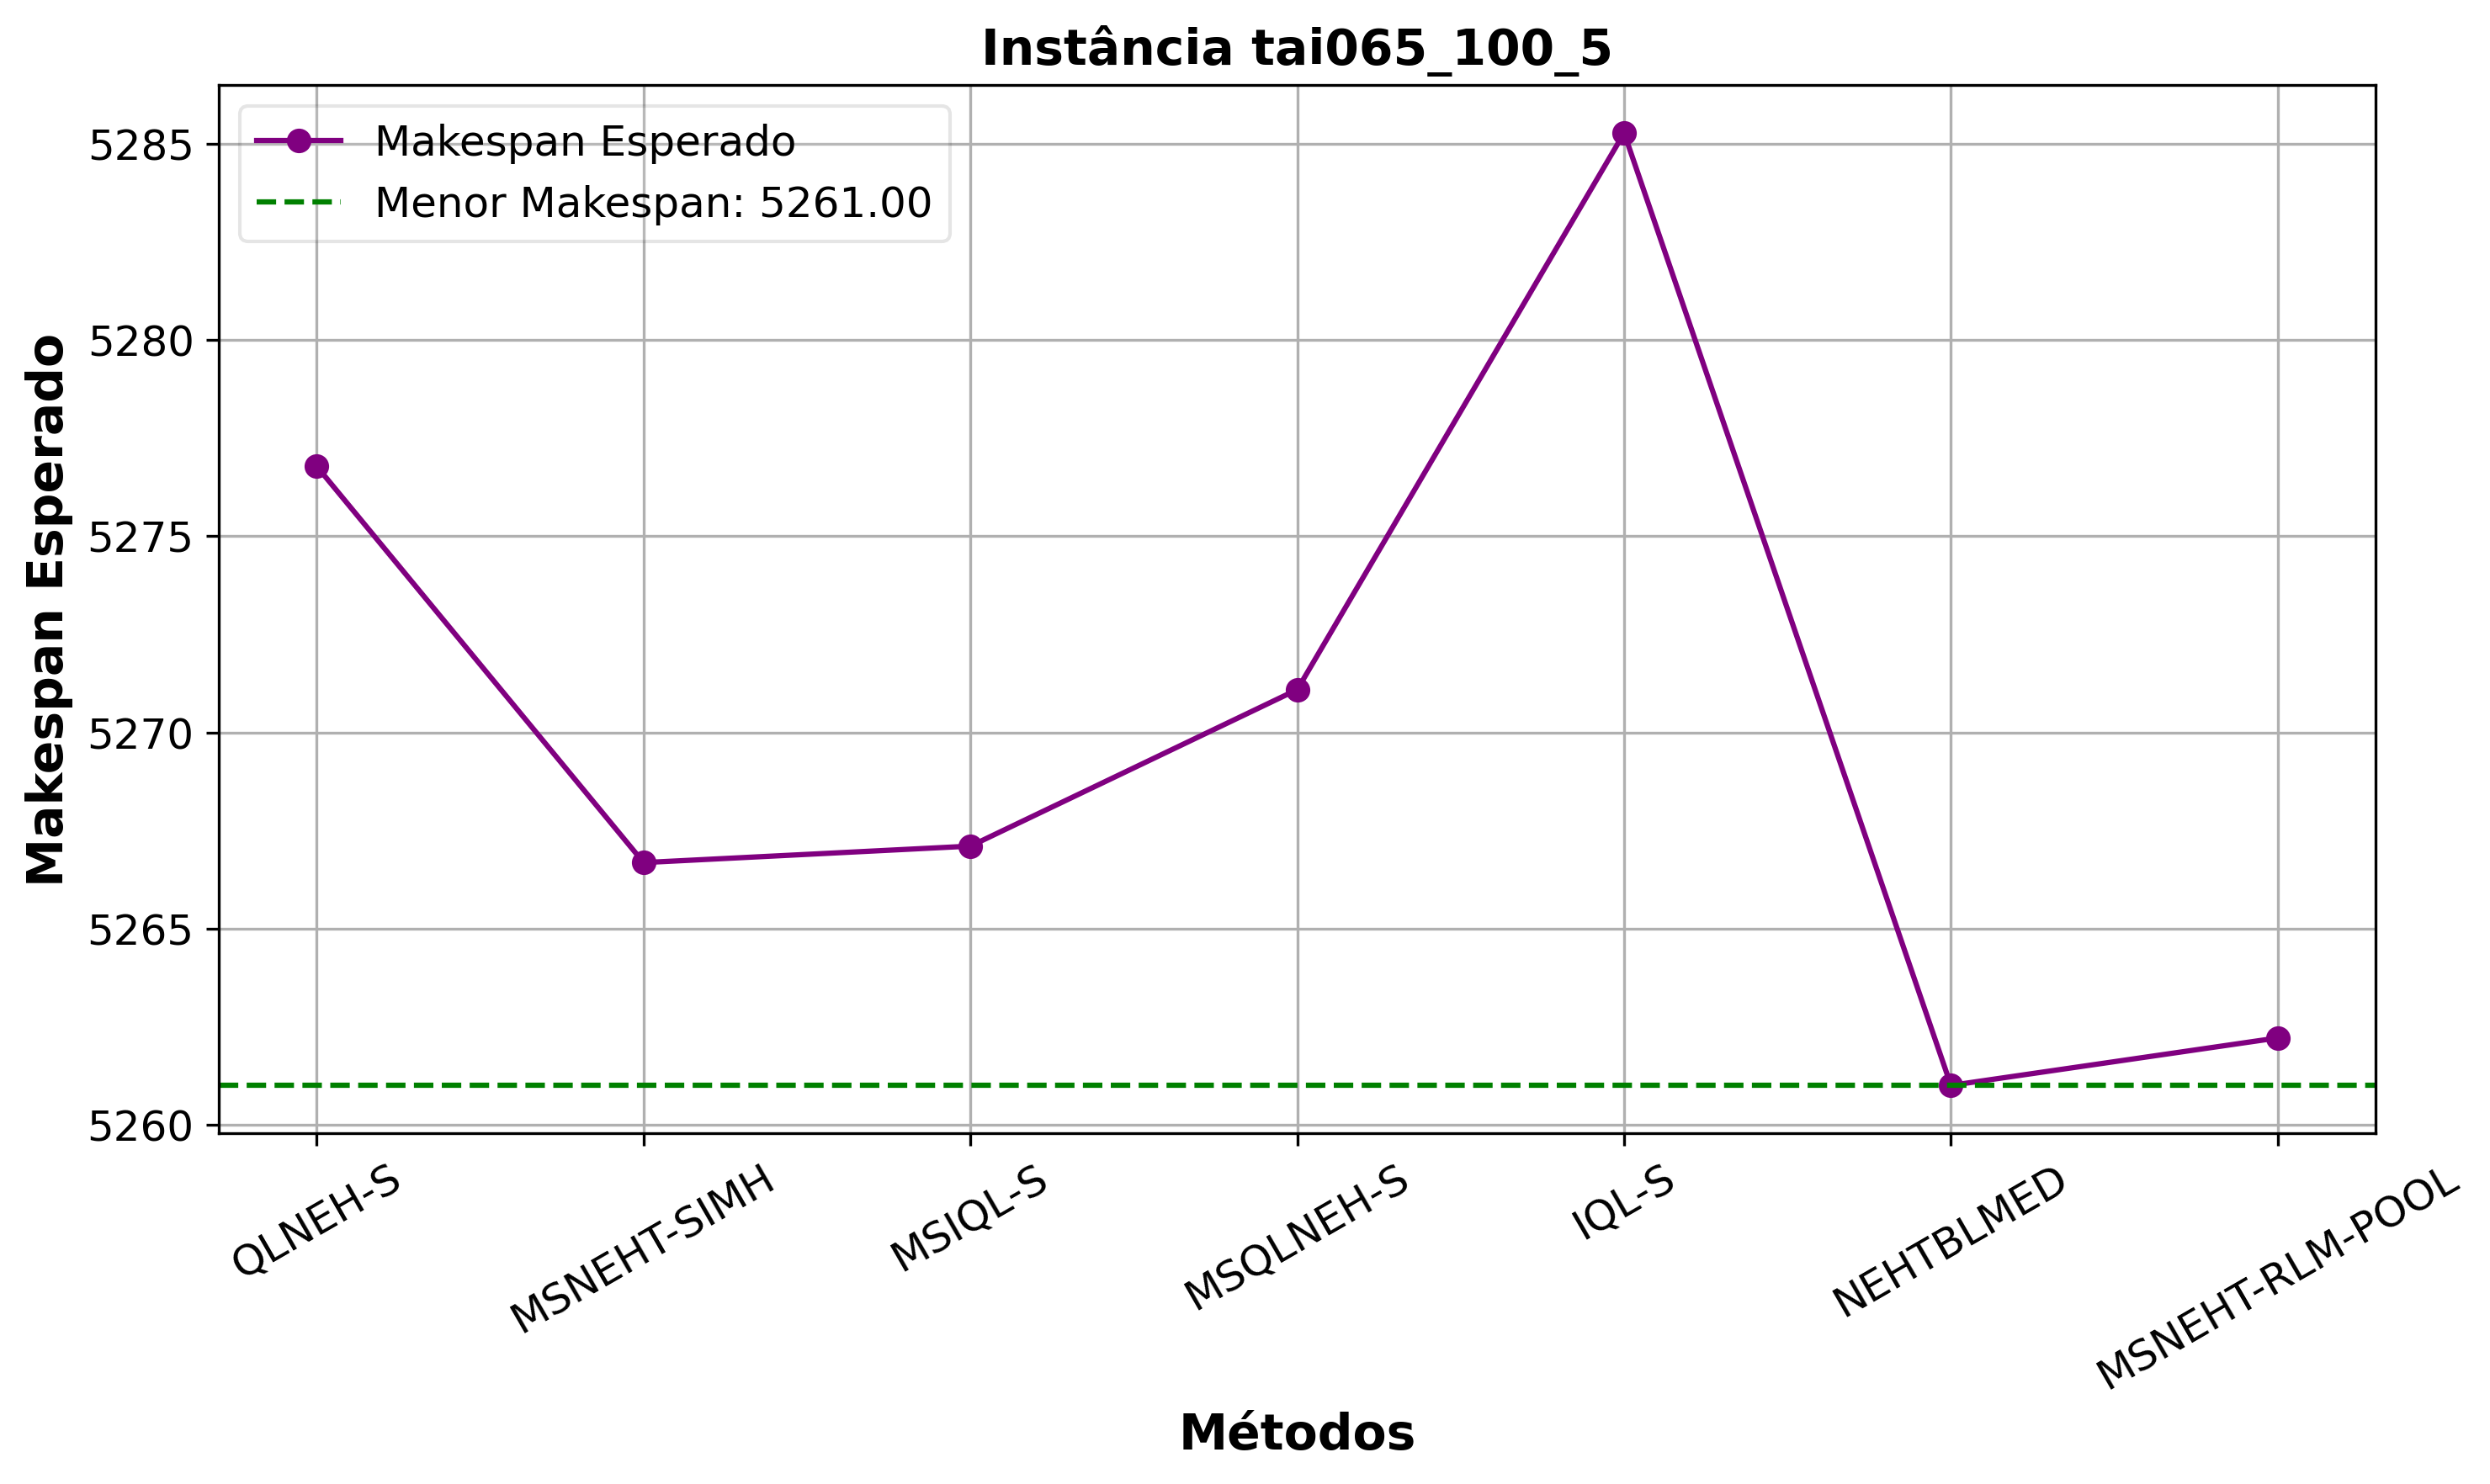 Instância tai065_100_5
Makespan Esperado
Menor Makespan: 5261.00
Makespan Esperado
5285
5280
5275
5270
5265
5260
QLNEH-S
MSNEHT-SIMH
MSIQL-S
MSQLNEH-S
IQL-S
NEHTBLMED
MSNEHT-RLM-POOL
Métodos